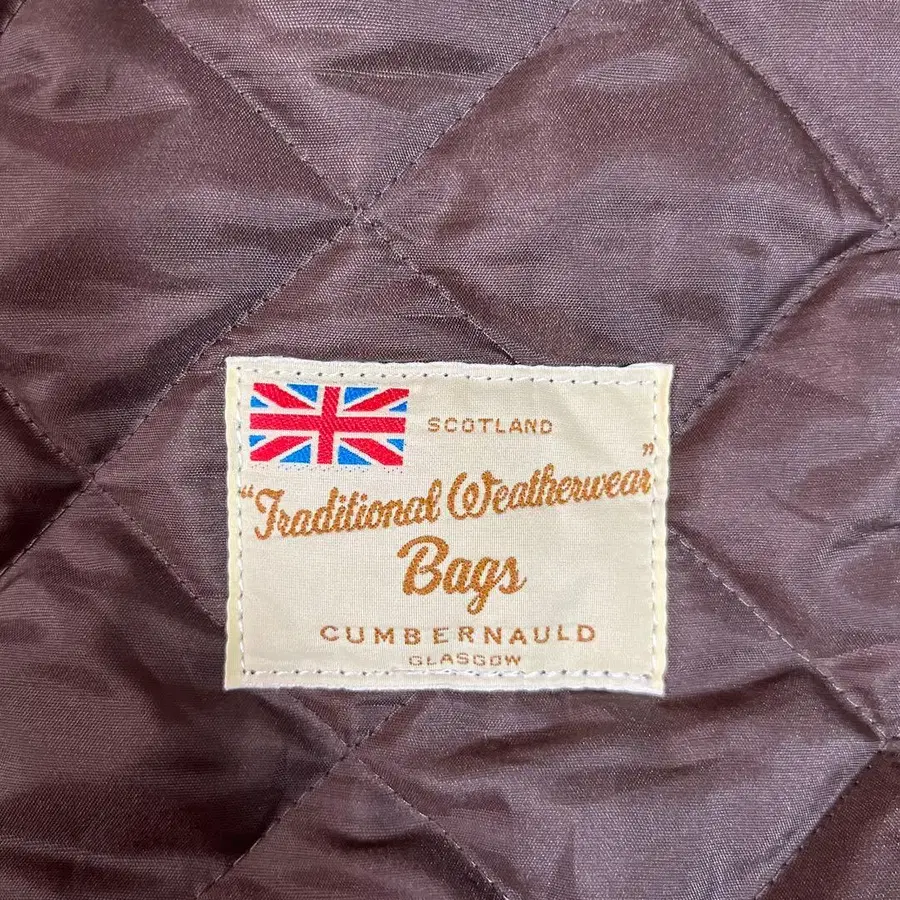 SCOTLAND
"Traditional Weatherwear"
Bags
CUMBERNAULD
GLASGOW